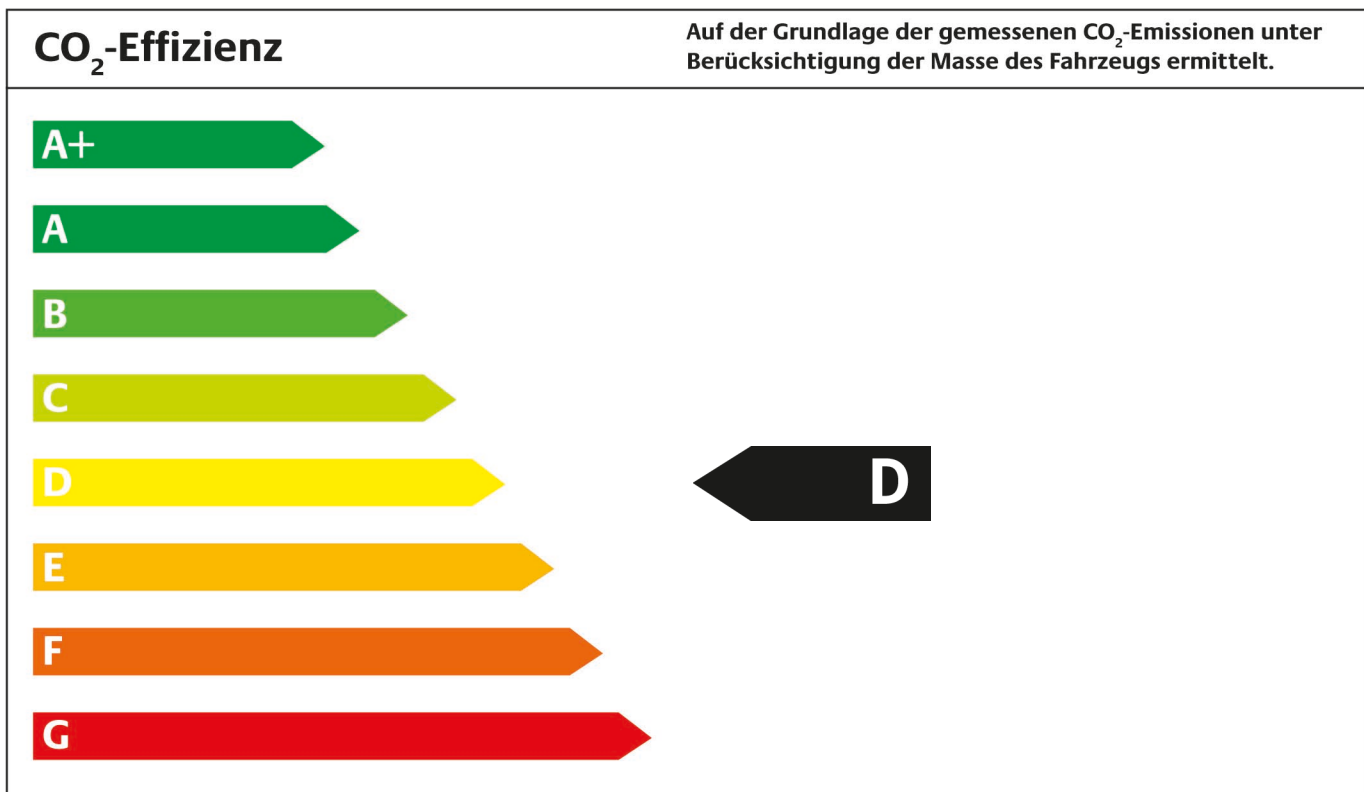 CO₂-Effizienz
Auf der Grundlage der gemessenen CO₂-Emissionen unter
Berücksichtigung der Masse des Fahrzeugs ermittelt.
A+
A
B
C
D
D
E
F
G